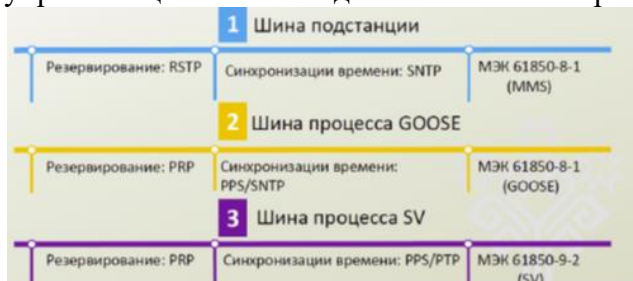 1 Шина подстанции
Резервирование: RSTP
Синхронизации времени: SNTP
МЭК 61850-8-1
(MMS)
2 Шина процесса GOOSE
Резервирование: PRP
Синхронизации времени:
PPS/SNTP
МЭК 61850-8-1
(GOOSE)
3 Шина процесса SV
Резервирование: PRP
Синхронизации времени: PPS/PTP
МЭК 61850-9-2
(SV)